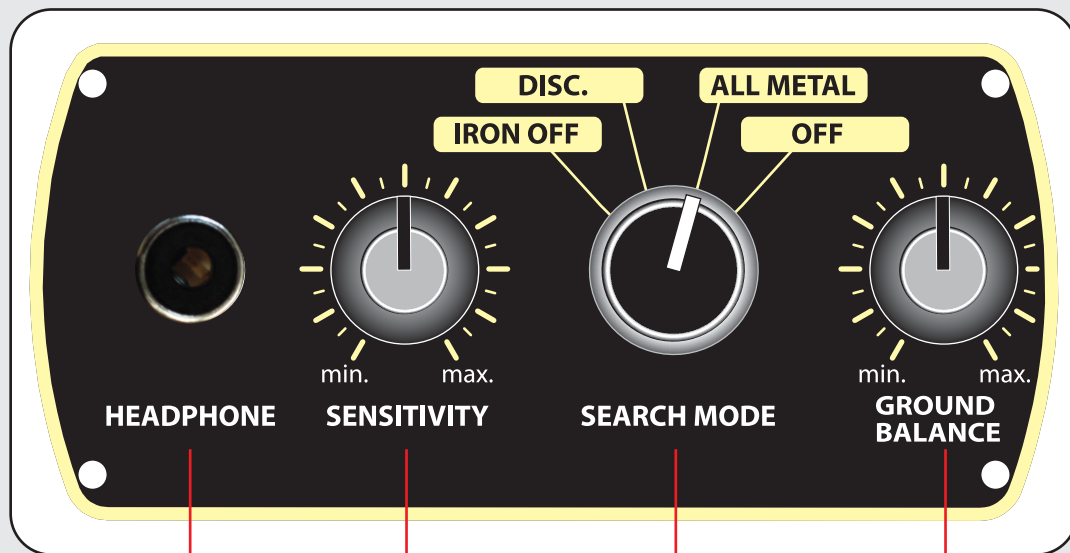 DISC.
ALL METAL
IRON OFF
OFF
min.
max.
min.
max.
HEADPHONE
SENSITIVITY
SEARCH MODE
GROUND
BALANCE